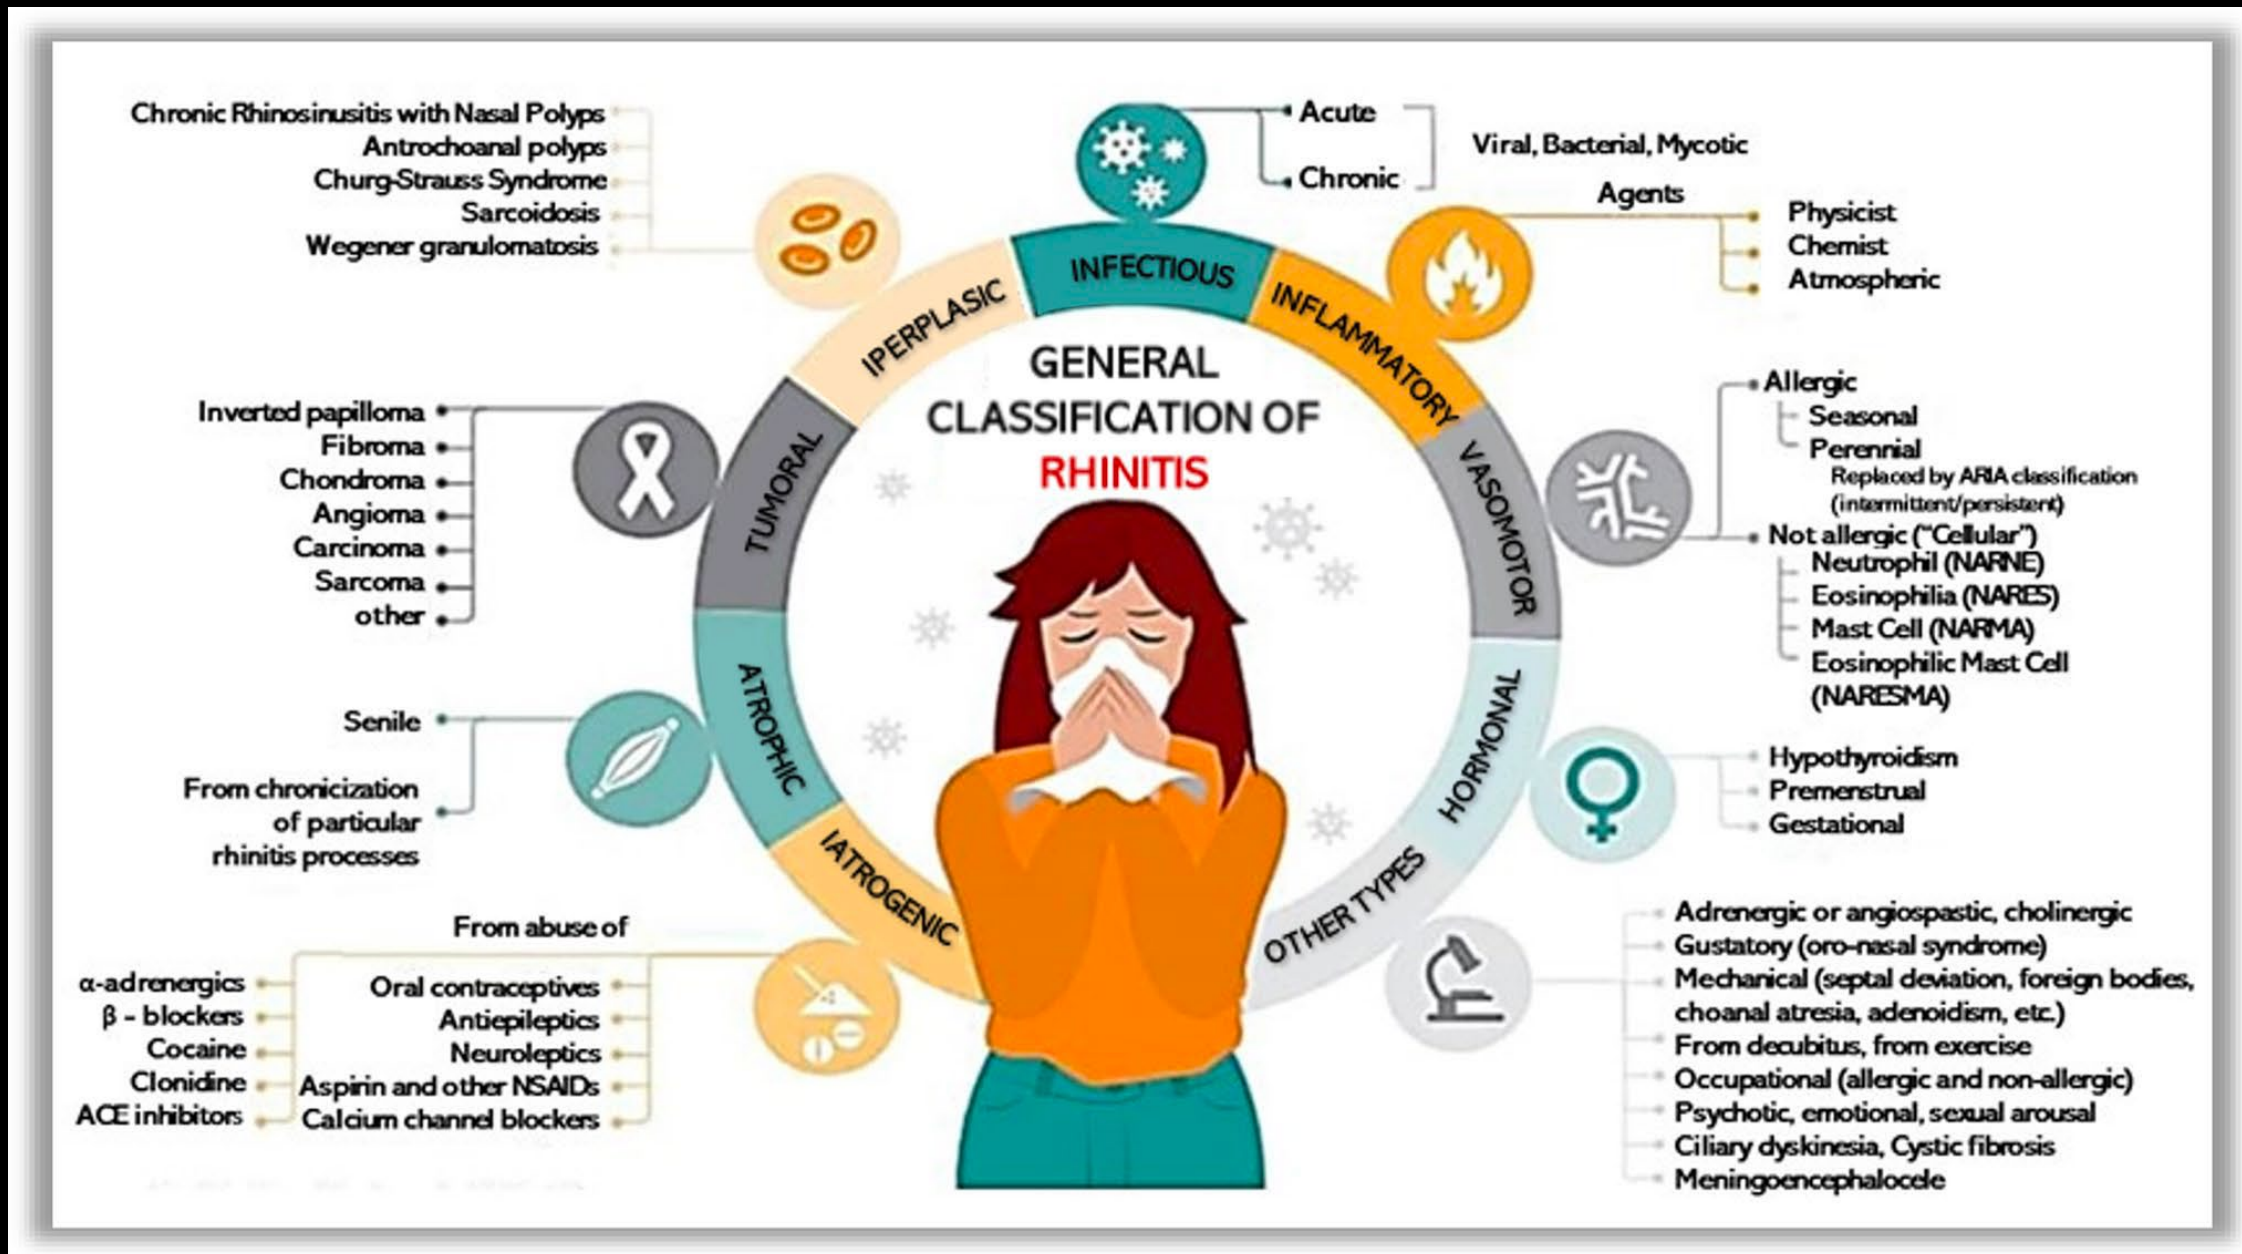 GENERAL
CLASSIFICATION OF
RHINITIS
INFECTIOUS
Acute
Chronic
Viral, Bacterial, Mycotic
INFLAMMATORY
Agents
Physicist
Chemist
Atmospheric
VASOMOTOR
Allergic
Seasonal
Perennial
Replaced by ARIA classification
(intermittent/persistent)
Not allergic ("Cellular")
Neutrophil (NARNE)
Eosinophilia (NARES)
Mast Cell (NARMA)
Eosinophilic Mast Cell
(NARESMA)
HORMONAL
Hypothyroidism
Premenstrual
Gestational
OTHER TYPES
Adrenergic or angiospastic, cholinergic
Gustatory (oro-nasal syndrome)
Mechanical (septal deviation, foreign bodies,
choanal atresia, adenoidism, etc.)
From decubitus, from exercise
Occupational (allergic and non-allergic)
Psychotic, emotional, sexual arousal
Ciliary dyskinesia, Cystic fibrosis
Meningoencephalocele
IATROGENIC
From abuse of
α-adrenergics
β - blockers
Cocaine
Clonidine
ACE inhibitors
Oral contraceptives
Antiepileptics
Neuroleptics
Aspirin and other NSAIDs
Calcium channel blockers
ATROPHIC
Senile
From chronicization
of particular
rhinitis processes
TUMORAL
Inverted papilloma
Fibroma
Chondroma
Angioma
Carcinoma
Sarcoma
other
IPERPLASIC
Chronic Rhinosinusitis with Nasal Polyps
Antrochoanal polyps
Churg-Strauss Syndrome
Sarcoidosis
Wegener granulomatosis